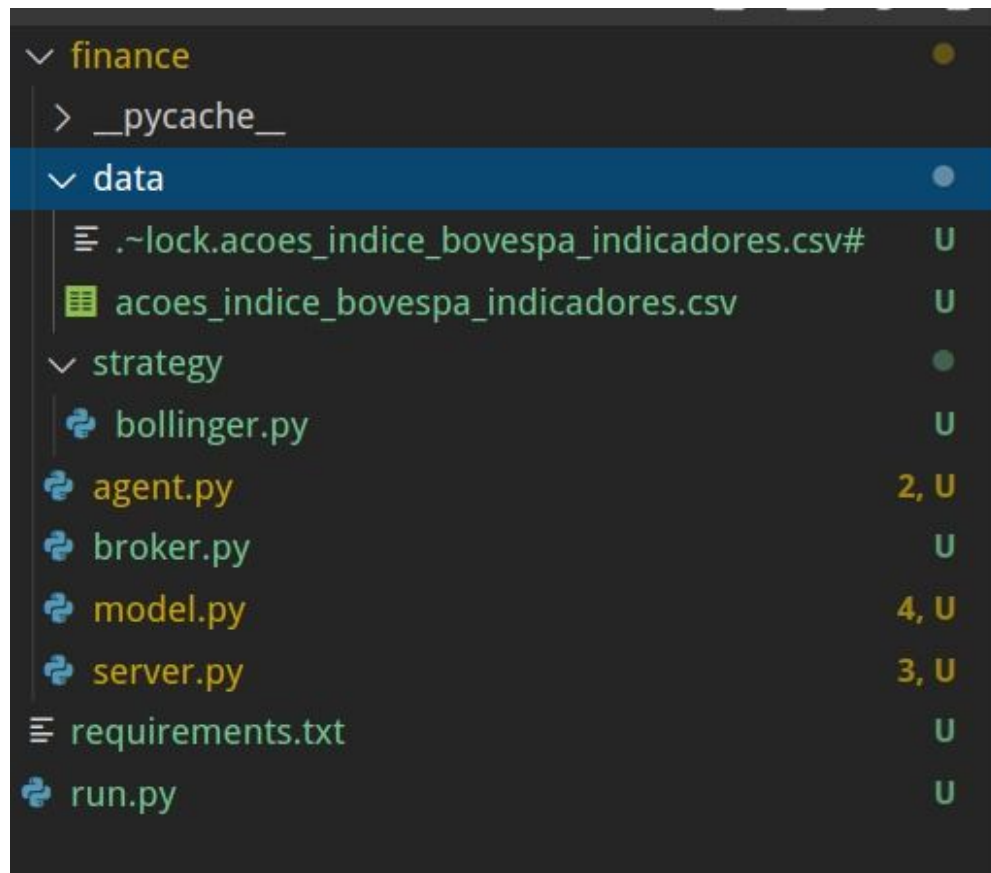 finance
__pycache__
data
.~lock.acoes_indice_bovespa_indicadores.csv# U
acoes_indice_bovespa_indicadores.csv U
strategy
bollinger.py U
agent.py 2, U
broker.py U
model.py 4, U
server.py 3, U
requirements.txt U
run.py U